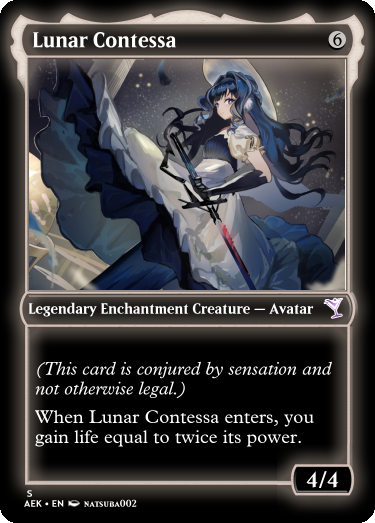 Lunar Contessa 6
Legendary Enchantment Creature — Avatar
(This card is conjured by sensation and
not otherwise legal.)
When Lunar Contessa enters, you
gain life equal to twice its power.
4/4
S
AEK • EN NATSUBA002